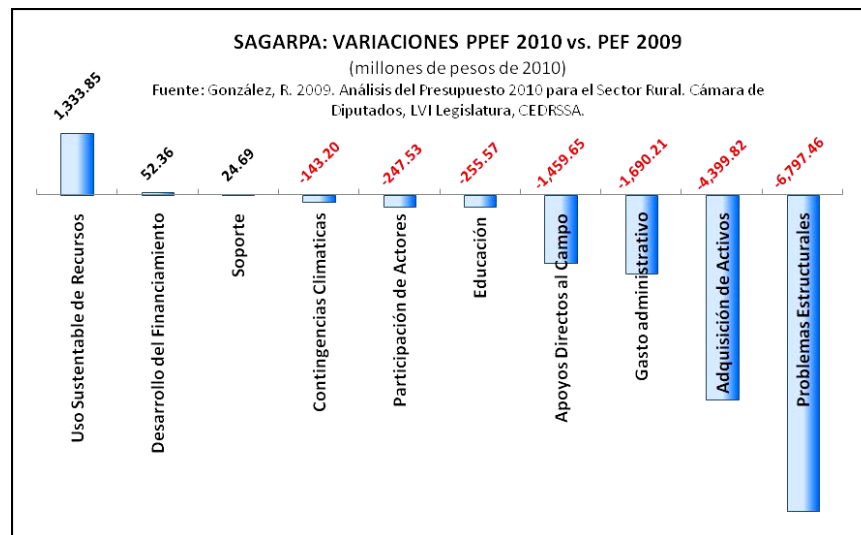 SAGARPA: VARIACIONES PPEF 2010 vs. PEF 2009
(millones de pesos de 2010)
Fuente: González, R. 2009. Análisis del Presupuesto 2010 para el Sector Rural. Cámara de
Diputados, LVI Legislatura, CEDRSSA.
1,333.85
52.36
24.69
-143.20
-247.53
-255.57
-1,459.65
-1,690.21
-4,399.82
-6,797.46
Uso Sustentable de Recursos
Desarrollo del Financiamiento
Soporte
Contingencias Climaticas
Participación de Actores
Educación
Apoyos Directos al Campo
Gasto administrativo
Adquisición de Activos
Problemas Estructurales